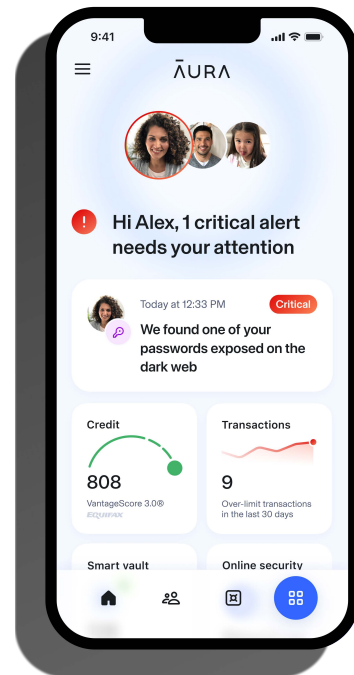 9:41
AURA
Hi Alex, 1 critical alert
needs your attention
Today at 12:33 PM
Critical
We found one of your
passwords exposed on the
dark web
Credit
808
VantageScore 3.0®
EQUIFAX
Transactions
9
Over-limit transactions
in the last 30 days
Smart vault
Online security